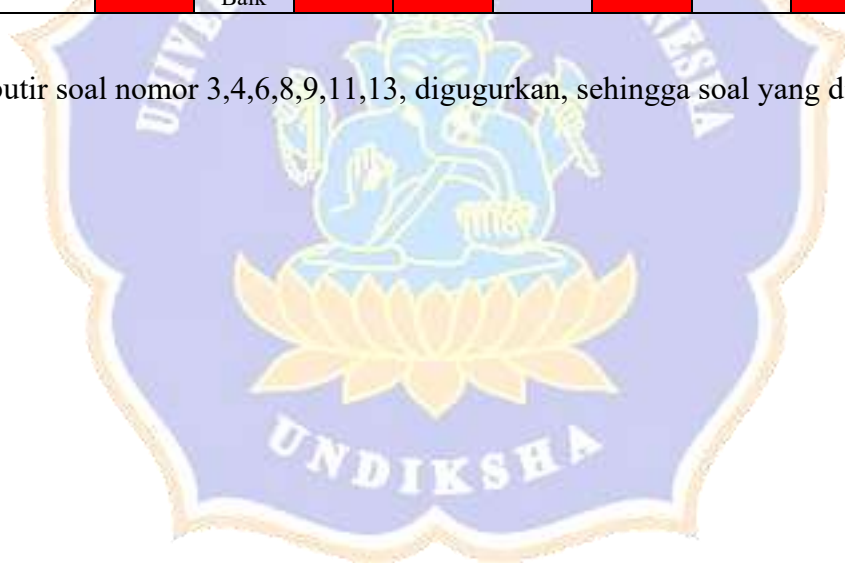 Baik
butir soal nomor 3,4,6,8,9,11,13, digugurkan, sehingga soal yang d
UNDIKSHA